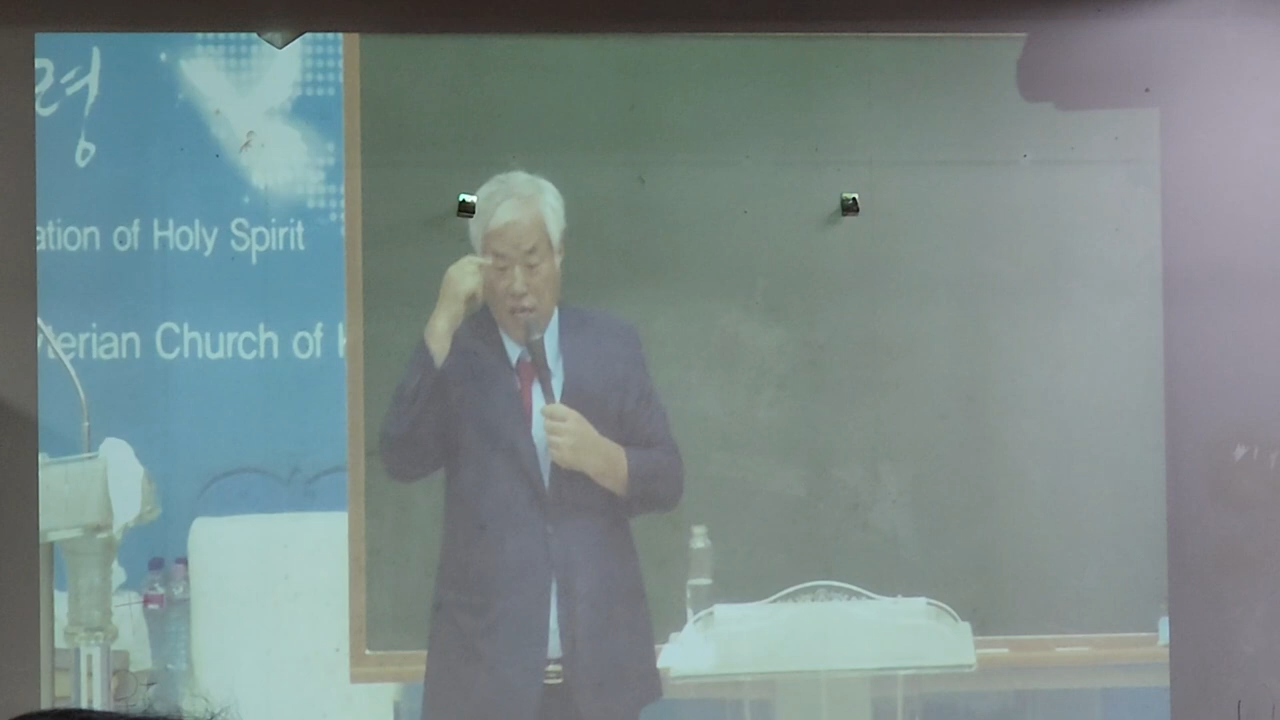 령
ation of Holy Spirit
terian Church of